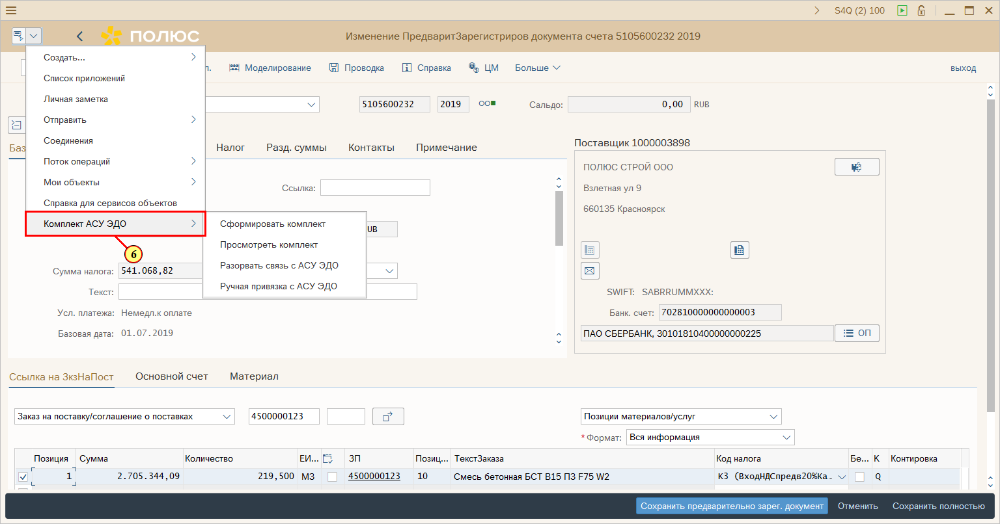 S4Q (2) 100
ПОЛЮС
Изменение ПредваритЗарегистриров документа счета 5105600232 2019
Моделирование
Проводка
Справка
ЦМ
Больше
выход
Создать...
Список приложений
Личная заметка
Отправить
Соединения
Поток операций
Мои объекты
Справка для сервисов объектов
Комплект АСУ ЭДО
6
Сформировать комплект
Просмотреть комплект
Разорвать связь с АСУ ЭДО
Ручная привязка с АСУ ЭДО
5105600232 2019 Сальдо: 0,00 RUB
Баз
Налог Разд. суммы Контакты Примечание
Ссылка:
UB
Сумма налога: 541.068,82
Текст:
Усл. платежа: Немедл.к оплате
Базовая дата: 01.07.2019
Поставщик 1000003898
ПОЛЮС СТРОЙ ООО
Взлетная ул 9
660135 Красноярск
SWIFT: SABRRUMMXXX:
Банк. счет: 702810000000000003
ПАО СБЕРБАНК, 30101810400000000225 ОП
Ссылка на ЗкзНаПост Основной счет Материал
Заказ на поставку/соглашение о поставках 4500000123 Позиции материалов/услуг
* Формат: Вся информация
Позиция Сумма Количество ЕИ... ЗП Позиц... ТекстЗаказа Код налога Бе... К Контировка
1 2.705.344,09 219,500 М3 4500000123 10 Смесь бетонная БСТ В15 П3 F75 W2 К3 (ВходНДСпредв20%Ка... Q
Сохранить предварительно зарег. документ Отменить Сохранить полностью